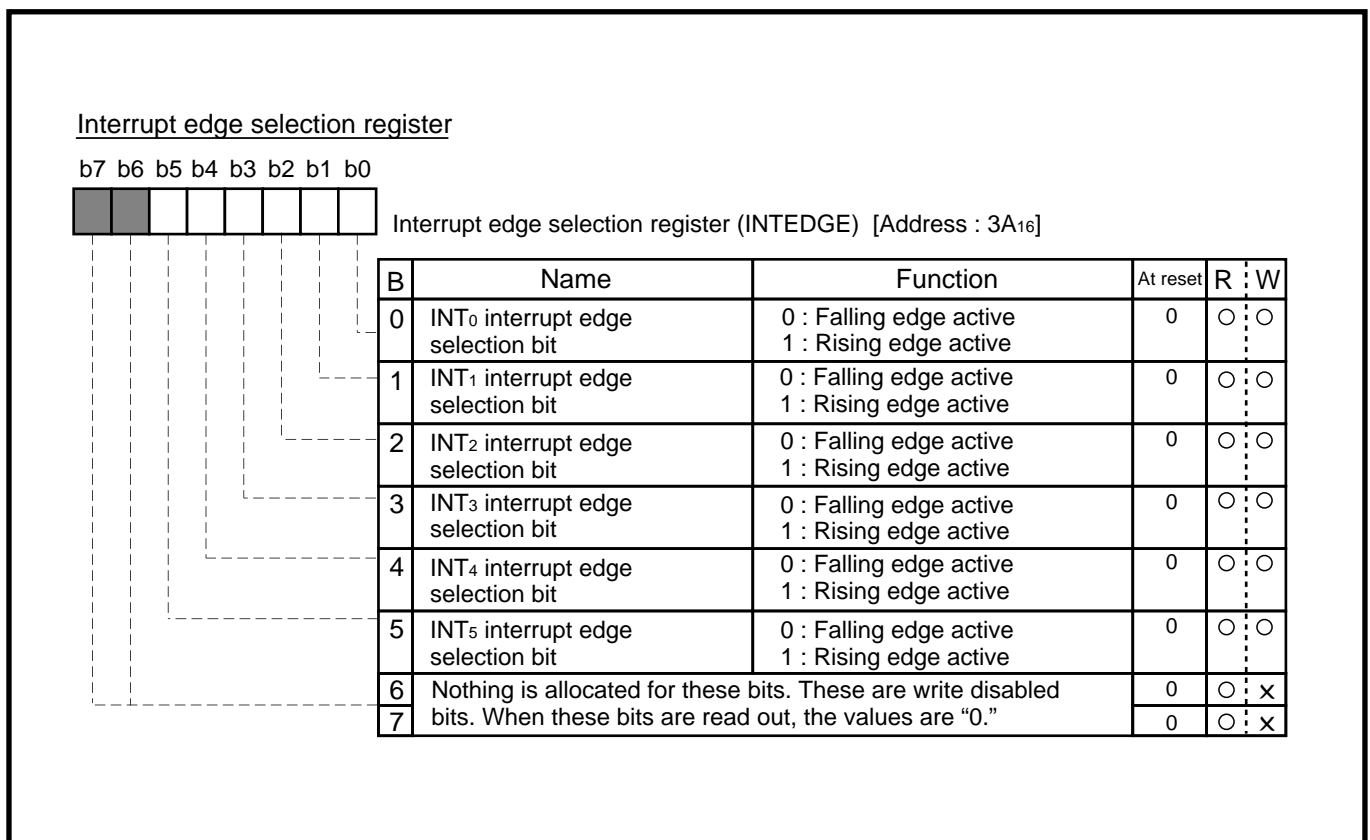 Interrupt edge selection register
b7 b6 b5 b4 b3 b2 b1 b0
Interrupt edge selection register (INTEDGE) [Address : 3A16]
B Name Function At reset R W
0 INT0 interrupt edge 0 : Falling edge active 0 ○ ○
selection bit 1 : Rising edge active
1 INT1 interrupt edge 0 : Falling edge active 0 ○ ○
selection bit 1 : Rising edge active
2 INT2 interrupt edge 0 : Falling edge active 0 ○ ○
selection bit 1 : Rising edge active
3 INT3 interrupt edge 0 : Falling edge active 0 ○ ○
selection bit 1 : Rising edge active
4 INT4 interrupt edge 0 : Falling edge active 0 ○ ○
selection bit 1 : Rising edge active
5 INT5 interrupt edge 0 : Falling edge active 0 ○ ○
selection bit 1 : Rising edge active
6 Nothing is allocated for these bits. These are write disabled 0 ○ ×
7 bits. When these bits are read out, the values are “0.” 0 ○ ×